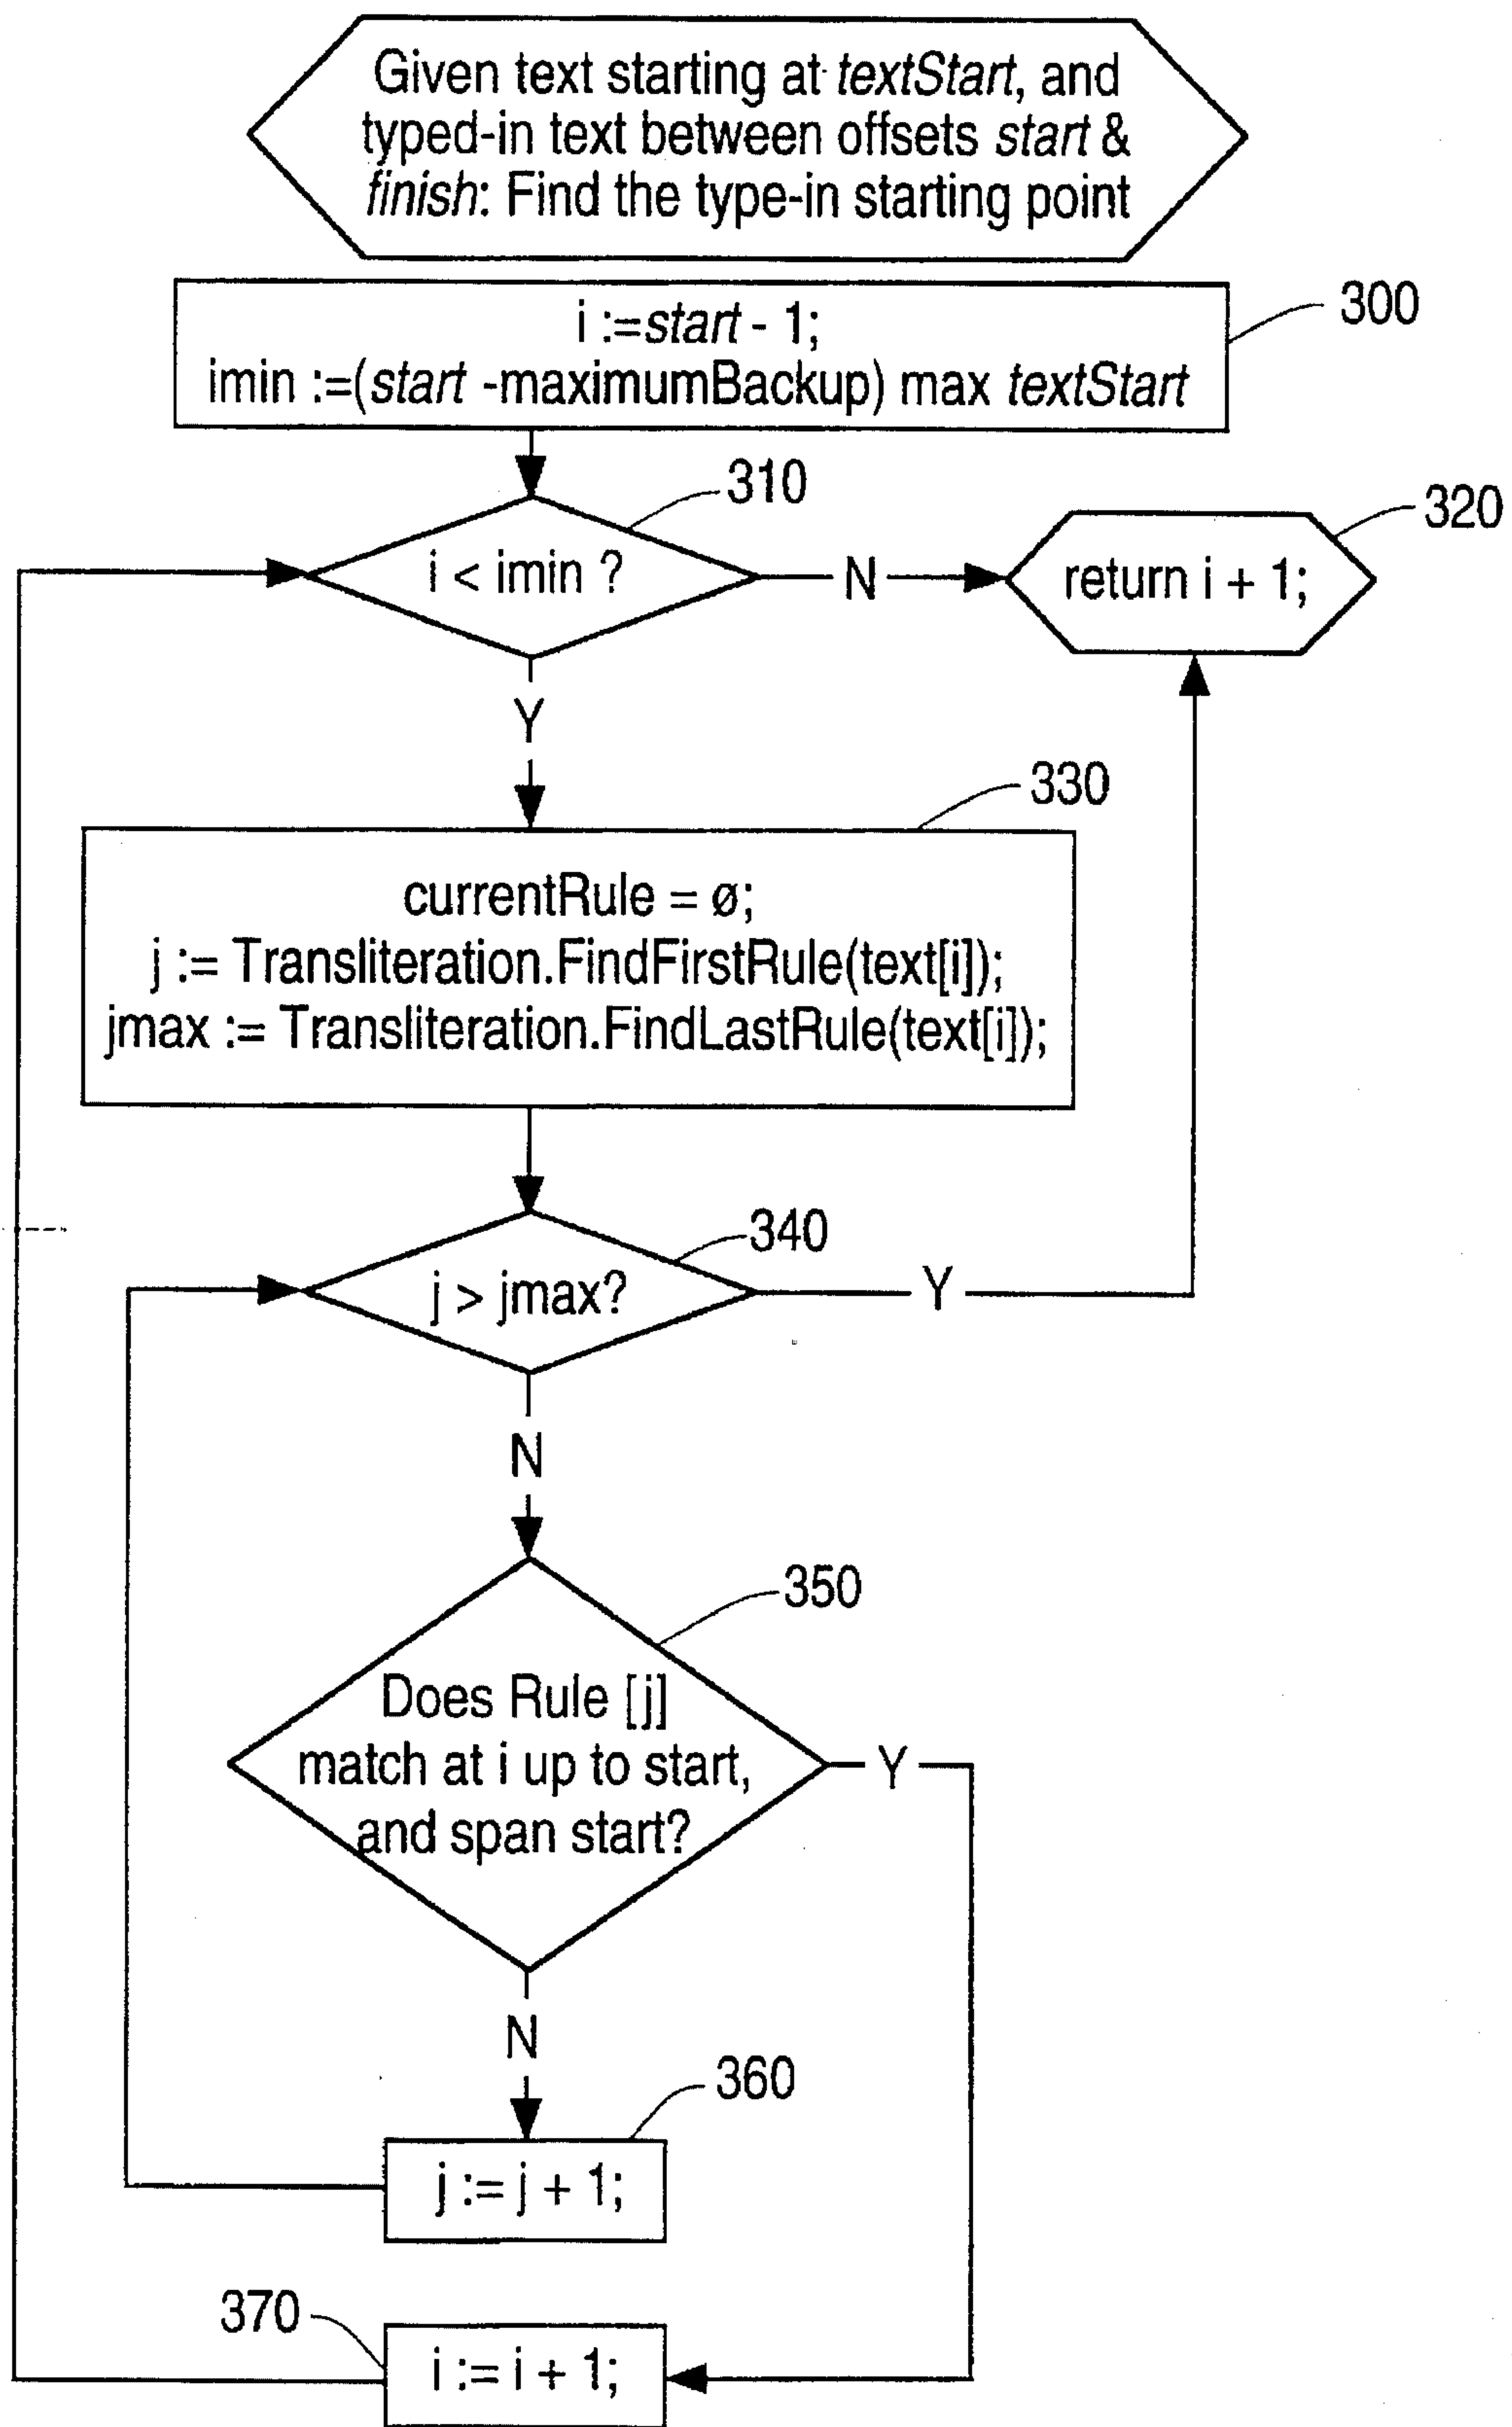 Given text starting at textStart, and
typed-in text between offsets start &
finish: Find the type-in starting point
300
i :=start - 1;
imin :=(start -maximumBackup) max textStart
310
i < imin ?
N
320
return i + 1;
Y
330
currentRule = ø;
j := Transliteration.FindFirstRule(text[i]);
jmax := Transliteration.FindLastRule(text[i]);
340
j > jmax?
Y
N
350
Does Rule [j]
match at i up to start,
and span start?
Y
N
360
j := j + 1;
370
i := i + 1;